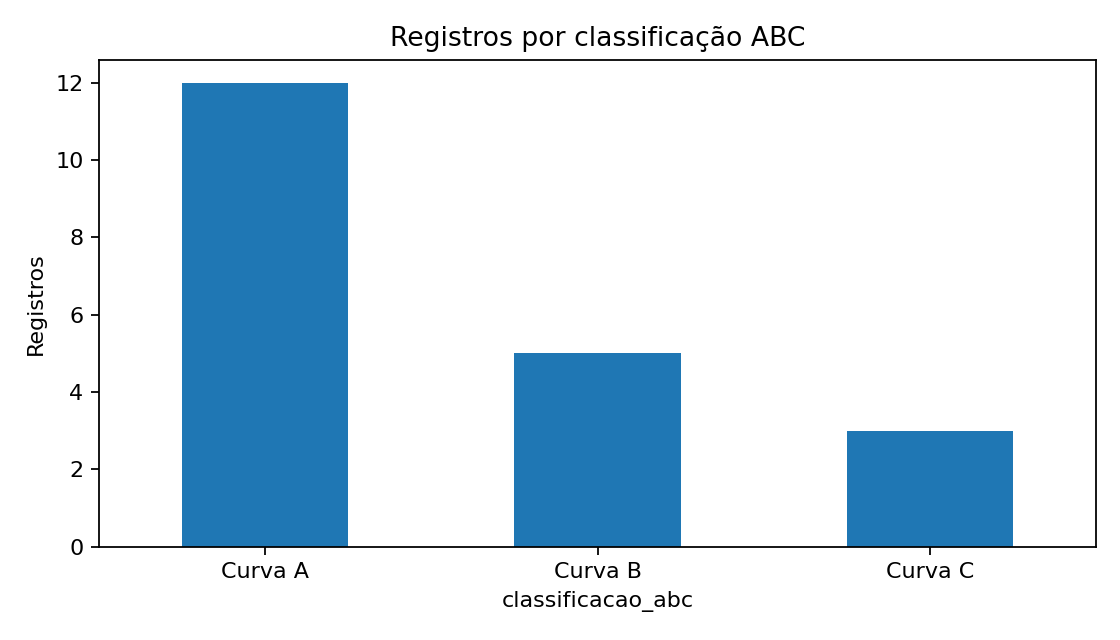 Registros por classificação ABC
Registros
12
10
8
6
4
2
0
Curva A
Curva B
Curva C
classificacao_abc